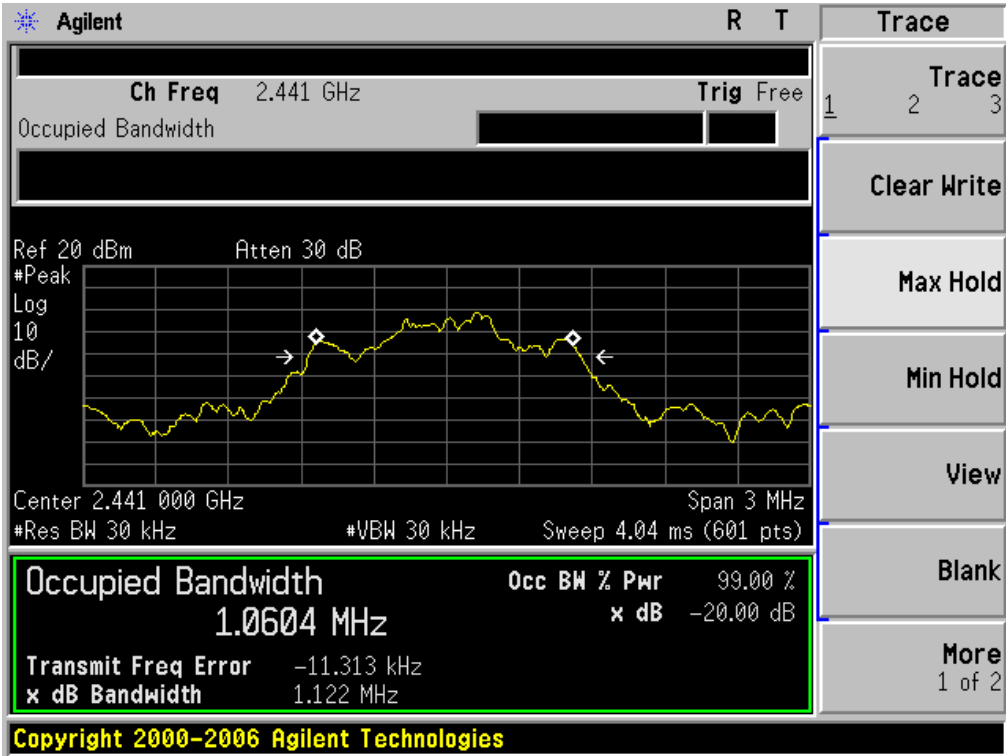 Agilent R T Trace
Ch Freq 2.441 GHz Trig Free
Occupied Bandwidth
Trace
1 2 3
Clear Write
Max Hold
Min Hold
View
Blank
More
1 of 2
Ref 20 dBm Atten 30 dB
#Peak
Log
10
dB/
Center 2.441 000 GHz Span 3 MHz
#Res BW 30 kHz #VBW 30 kHz Sweep 4.04 ms (601 pts)
Occupied Bandwidth Occ BW % Pwr 99.00 %
1.0604 MHz x dB -20.00 dB
Transmit Freq Error -11.313 kHz
x dB Bandwidth 1.122 MHz
Copyright 2000-2006 Agilent Technologies